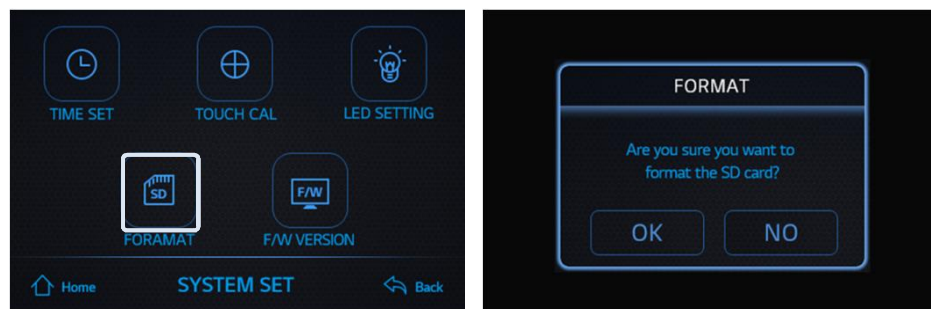 TIME SET
TOUCH CAL
LED SETTING
SD
F/W
FORAMAT
F/W VERSION
Home
SYSTEM SET
Back
FORMAT
Are you sure you want to
format the SD card?
OK
NO